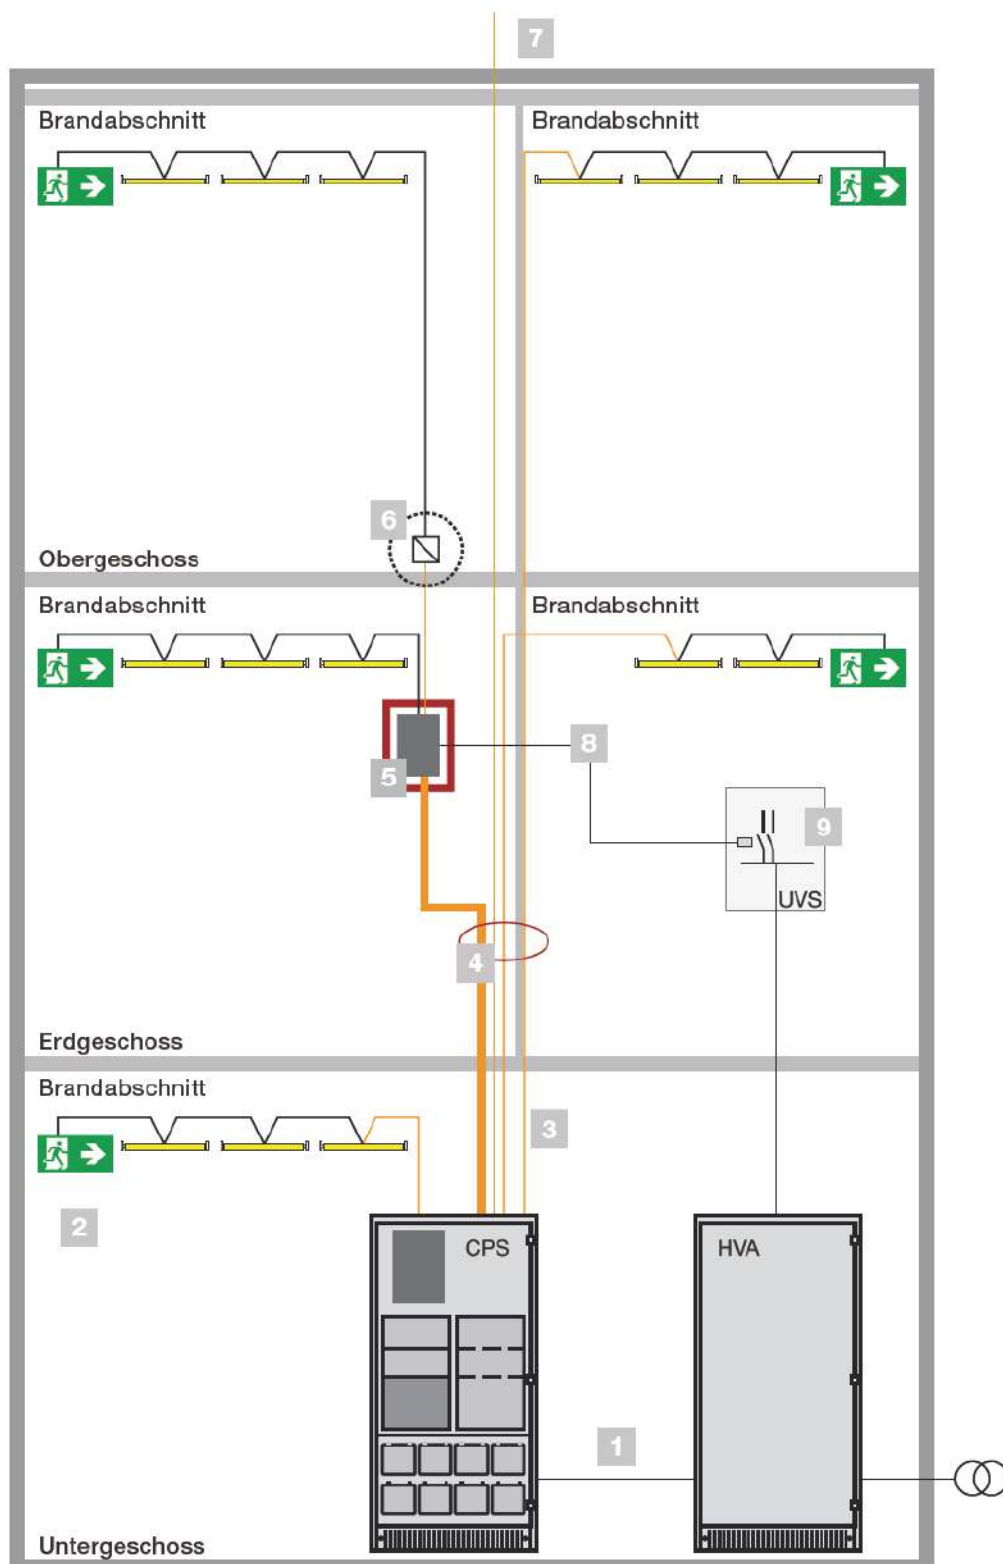 7
Brandabschnitt
Brandabschnitt
6
Obergeschoss
Brandabschnitt
Brandabschnitt
8
5
9
UVS
4
Erdgeschoss
Brandabschnitt
3
2
CPS
HVA
1
Untergeschoss